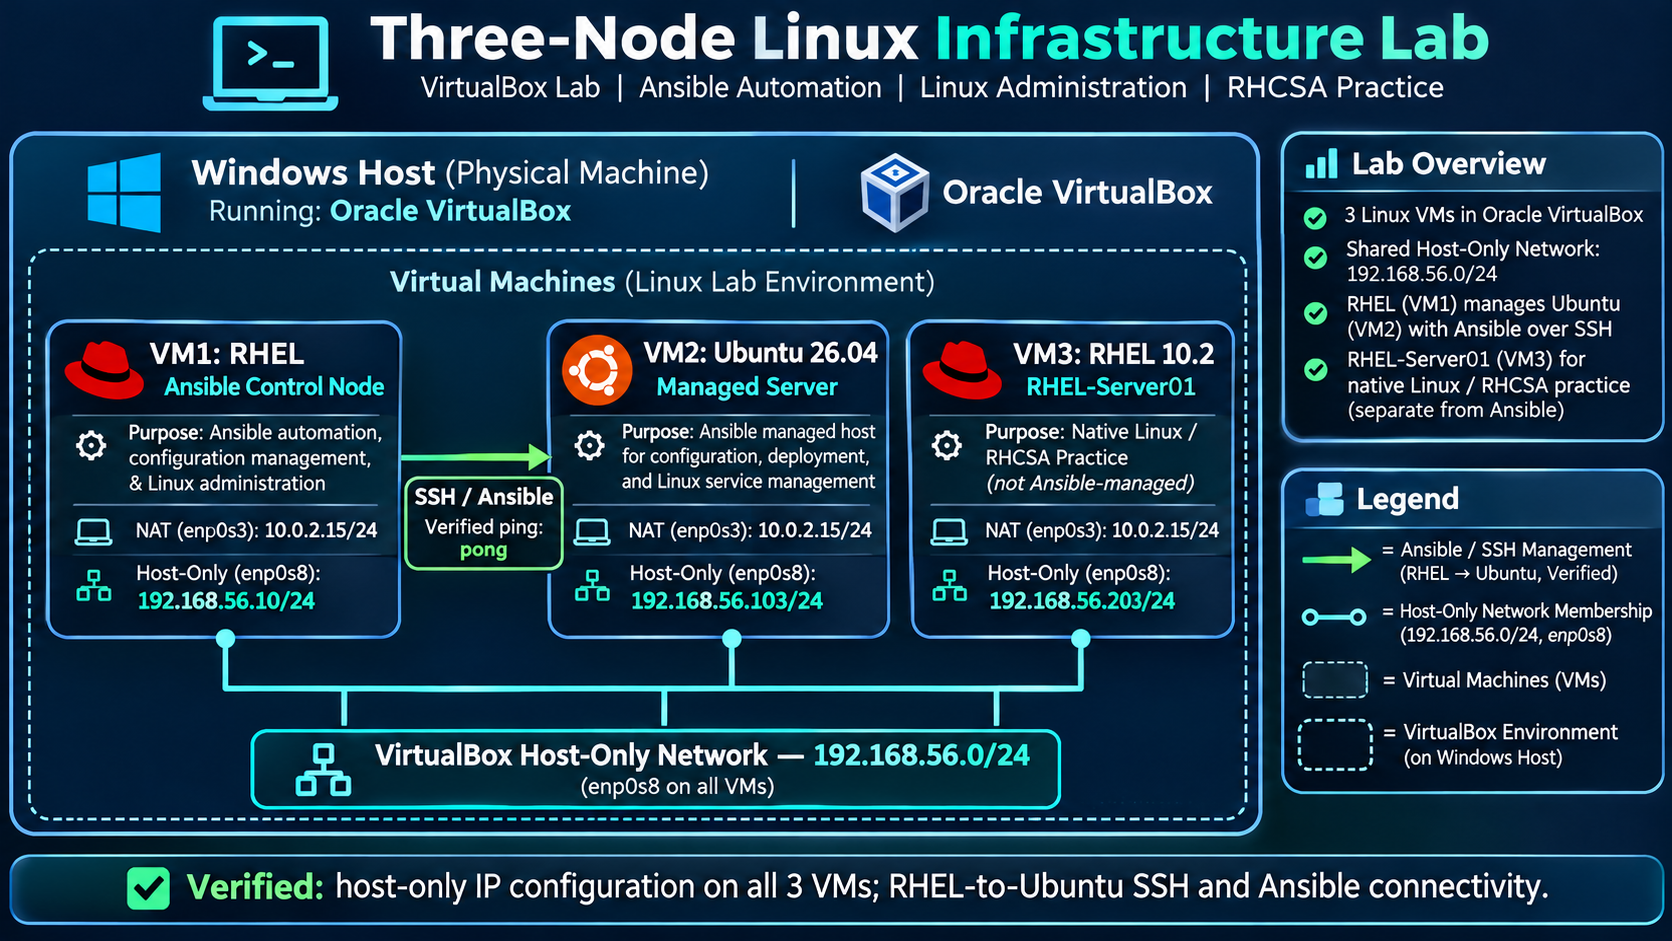 >_
Three-Node Linux Infrastructure Lab
VirtualBox Lab | Ansible Automation | Linux Administration | RHCSA Practice
Windows Host (Physical Machine)
Running: Oracle VirtualBox
Oracle VirtualBox
Virtual Machines (Linux Lab Environment)
VM1: RHEL
Ansible Control Node
Purpose: Ansible automation,
configuration management,
& Linux administration
NAT (enp0s3): 10.0.2.15/24
Host-Only (enp0s8):
192.168.56.10/24
SSH / Ansible
Verified ping:
pong
VM2: Ubuntu 26.04
Managed Server
Purpose: Ansible managed host
for configuration, deployment,
and Linux service management
NAT (enp0s3): 10.0.2.15/24
Host-Only (enp0s8):
192.168.56.103/24
VM3: RHEL 10.2
RHEL-Server01
Purpose: Native Linux /
RHCSA Practice
(not Ansible-managed)
NAT (enp0s3): 10.0.2.15/24
Host-Only (enp0s8):
192.168.56.203/24
VirtualBox Host-Only Network — 192.168.56.0/24
(enp0s8 on all VMs)
Lab Overview
3 Linux VMs in Oracle VirtualBox
Shared Host-Only Network:
192.168.56.0/24
RHEL (VM1) manages Ubuntu
(VM2) with Ansible over SSH
RHEL-Server01 (VM3) for
native Linux / RHCSA practice
(separate from Ansible)
Legend
= Ansible / SSH Management
(RHEL → Ubuntu, Verified)
= Host-Only Network Membership
(192.168.56.0/24, enp0s8)
= Virtual Machines (VMs)
= VirtualBox Environment
(on Windows Host)
Verified: host-only IP configuration on all 3 VMs; RHEL-to-Ubuntu SSH and Ansible connectivity.